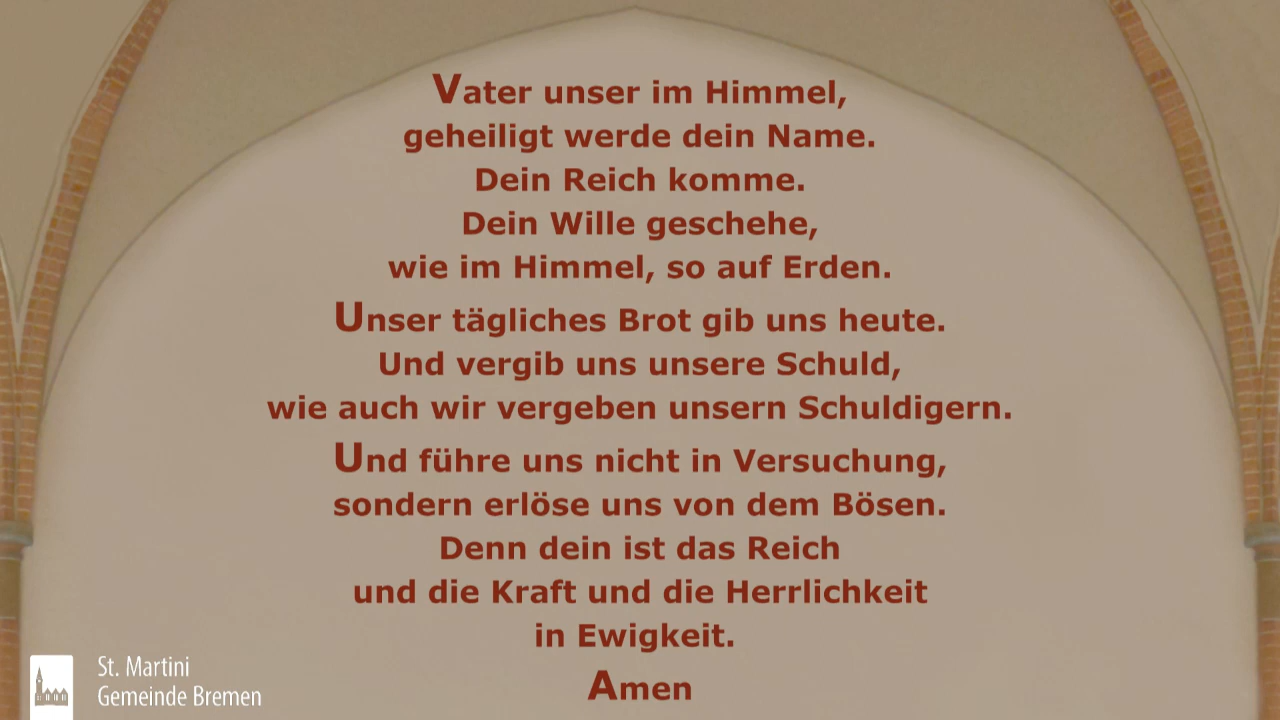 Vater unser im Himmel,
geheiligt werde dein Name.
Dein Reich komme.
Dein Wille geschehe,
wie im Himmel, so auf Erden.
Unser tägliches Brot gib uns heute.
Und vergib uns unsere Schuld,
wie auch wir vergeben unsern Schuldigern.
Und führe uns nicht in Versuchung,
sondern erlöse uns von dem Bösen.
Denn dein ist das Reich
und die Kraft und die Herrlichkeit
in Ewigkeit.
Amen
St. Martini
Gemeinde Bremen